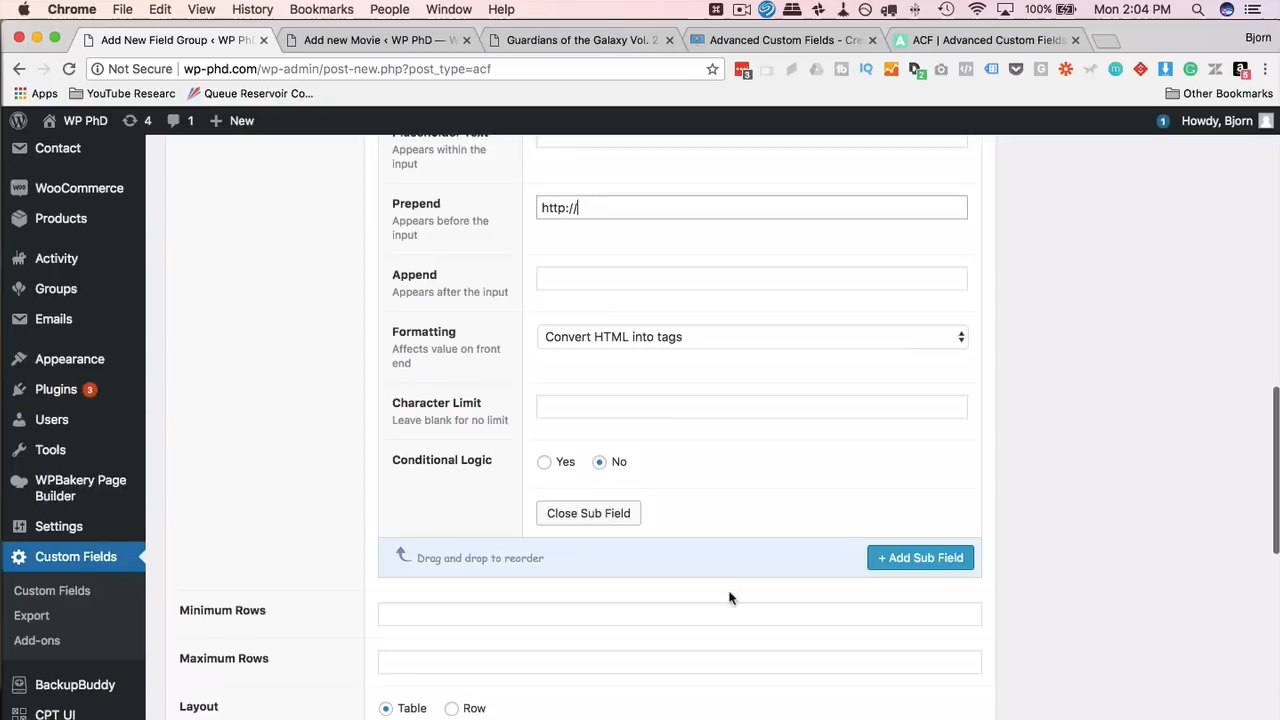 Chrome File Edit View History Bookmarks People Window Help 100% Mon 2:04 PM
Add New Field Group ‹ WP PhD Add new Movie ‹ WP PhD — W Guardians of the Galaxy Vol. 2 Advanced Custom Fields - Cre ACF | Advanced Custom Fields Bjorn
Not Secure wp-phd.com/wp-admin/post-new.php?post_type=acf
Apps YouTube Researc Queue Reservoir Co... Other Bookmarks
WP PhD 4 1 New 1 Howdy, Bjorn
Contact
WooCommerce
Products
Activity
Groups
Emails
Appearance
Plugins 3
Users
Tools
WPBakery Page
Builder
Settings
Custom Fields
Custom Fields
Export
Add-ons
BackupBuddy
CPT UI
Placeholder Text
Appears within the
input
Prepend
Appears before the
input
http://
Append
Appears after the input
Formatting
Affects value on front
end
Convert HTML into tags
Character Limit
Leave blank for no limit
Conditional Logic
Yes No
Close Sub Field
Drag and drop to reorder
+ Add Sub Field
Minimum Rows
Maximum Rows
Layout
Table Row